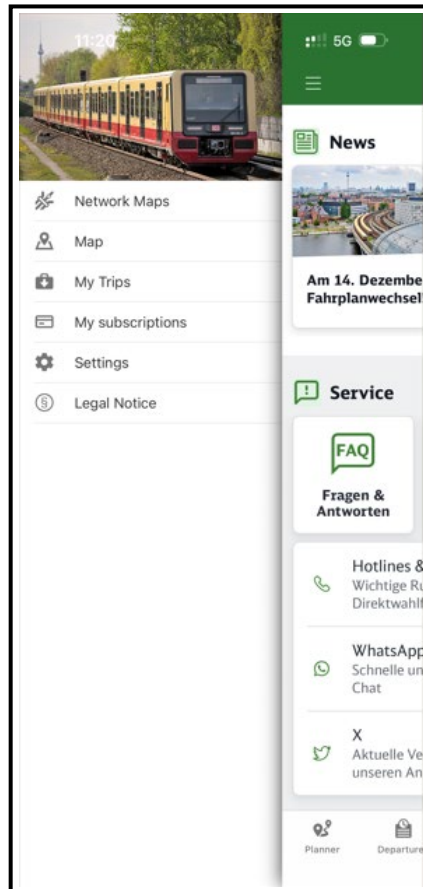 11:20
Network Maps
Map
My Trips
My subscriptions
Settings
Legal Notice
5G
News
Am 14. Dezembe
Fahrplanwechsel
Service
FAQ
Fragen &
Antworten
Hotlines &
Wichtige Ru
Direktwahlf
WhatsApp
Schnelle un
Chat
X
Aktuelle Ve
unseren An
Planner
Departure